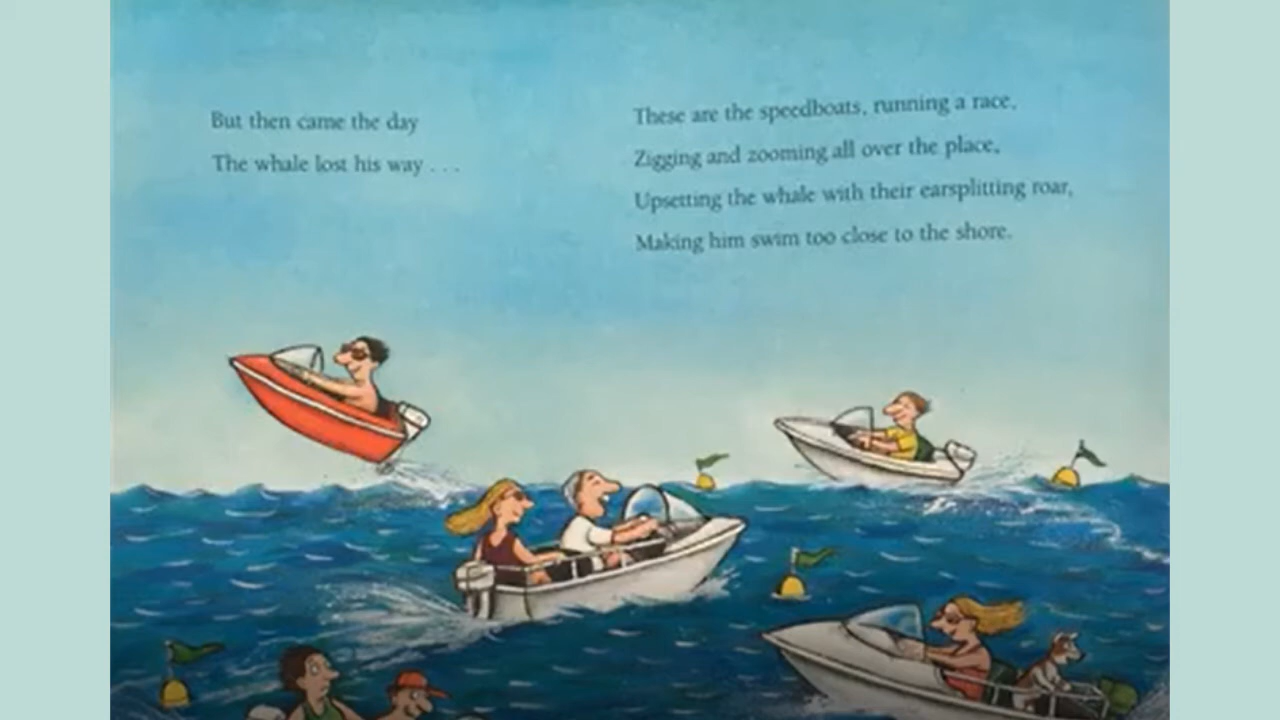 But then came the day
The whale lost his way . . .
These are the speedboats, running a race,
Zigging and zooming all over the place,
Upsetting the whale with their earsplitting roar,
Making him swim too close to the shore.